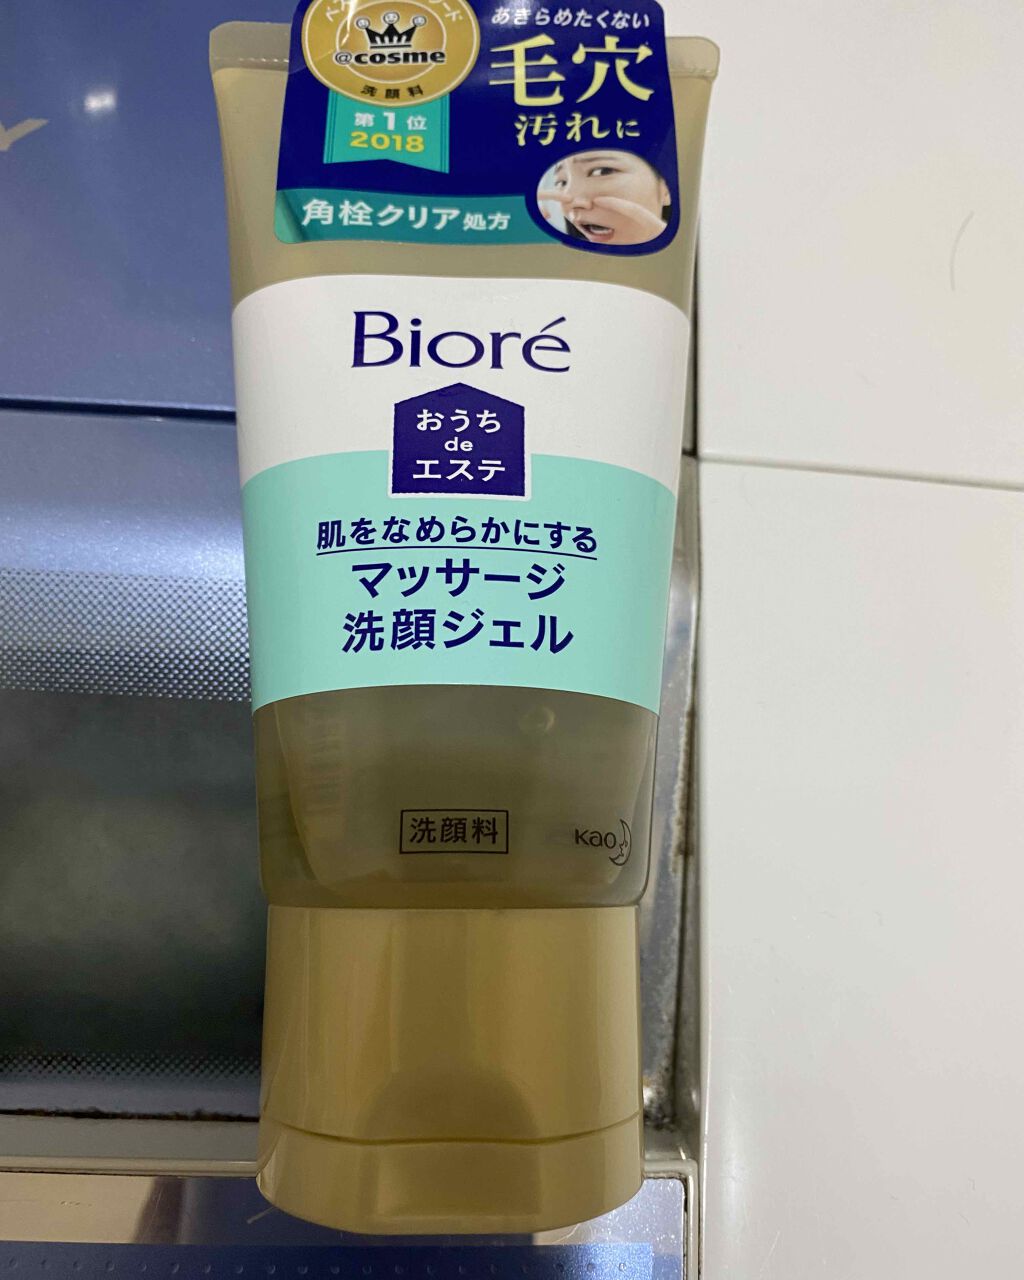 @cosme
洗顔料
第1位
2018
あきらめたくない
毛穴
汚れに
角栓クリア処方
Bioré
おうち
de
エステ
肌をなめらかにする
マッサージ
洗顔ジェル
洗顔料
Kao